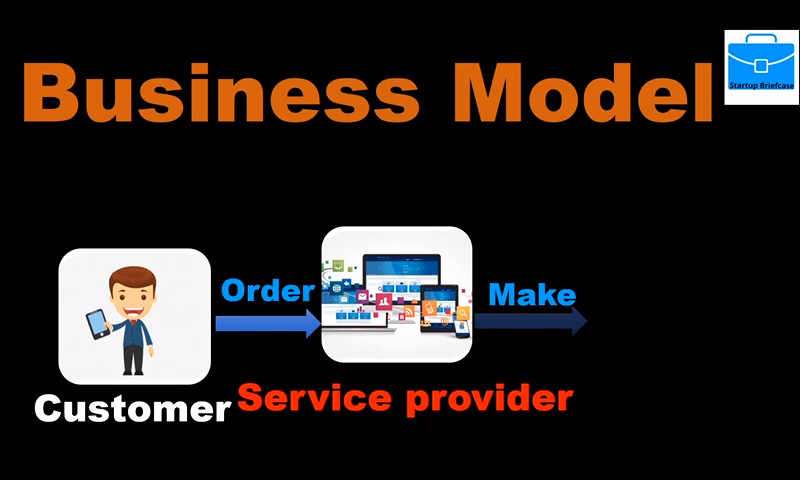 Business Model
Startup Briefcase
Order
Make
Customer
Service provider